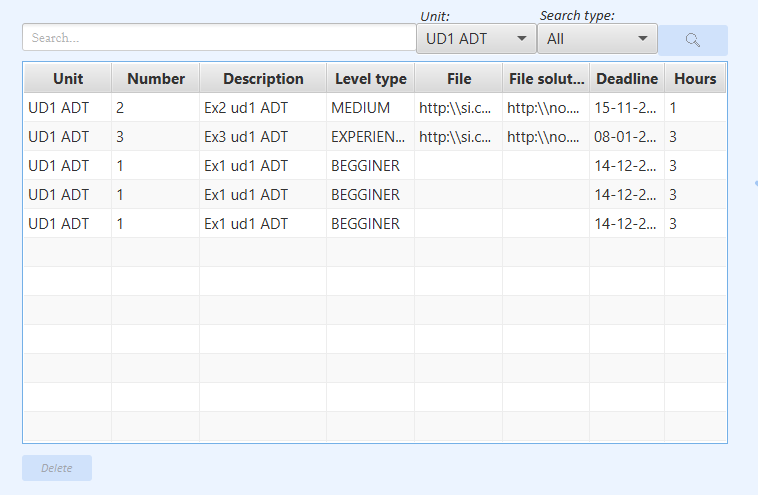 Unit: Search type:
Search... UD1 ADT All
Unit Number Description Level type File File solut... Deadline Hours
UD1 ADT 2 Ex2 ud1 ADT MEDIUM http:\\si.c... http:\\no.... 15-11-2... 1
UD1 ADT 3 Ex3 ud1 ADT EXPERIEN... http:\\si.c... http:\\no.... 08-01-2... 3
UD1 ADT 1 Ex1 ud1 ADT BEGGINER 14-12-2... 3
UD1 ADT 1 Ex1 ud1 ADT BEGGINER 14-12-2... 3
UD1 ADT 1 Ex1 ud1 ADT BEGGINER 14-12-2... 3
Delete